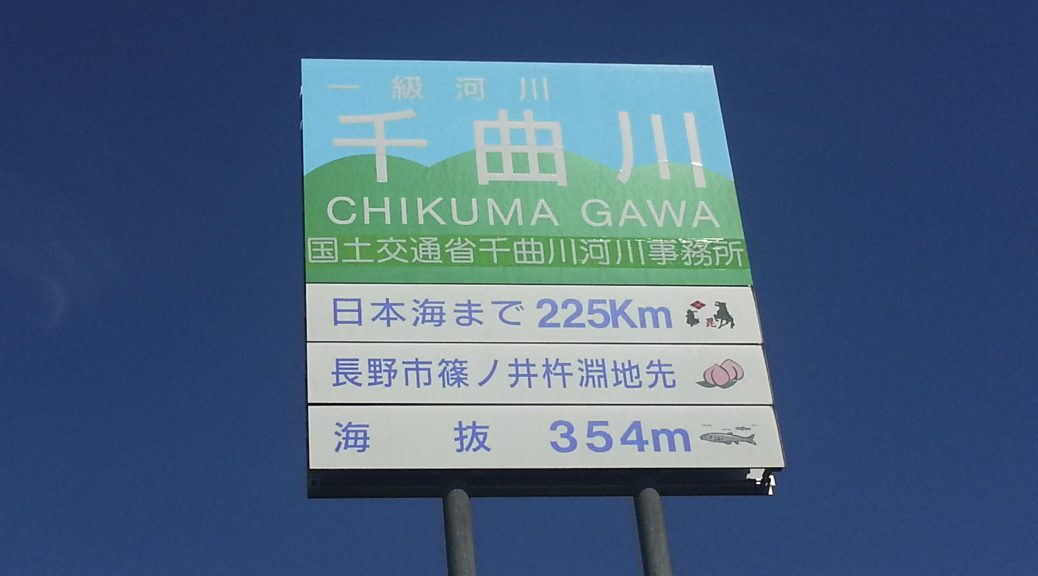 一級河川
千曲川
CHIKUMA GAWA
国土交通省千曲川河川事務所
日本海まで 225Km
長野市篠ノ井杵淵地先
海抜 354m